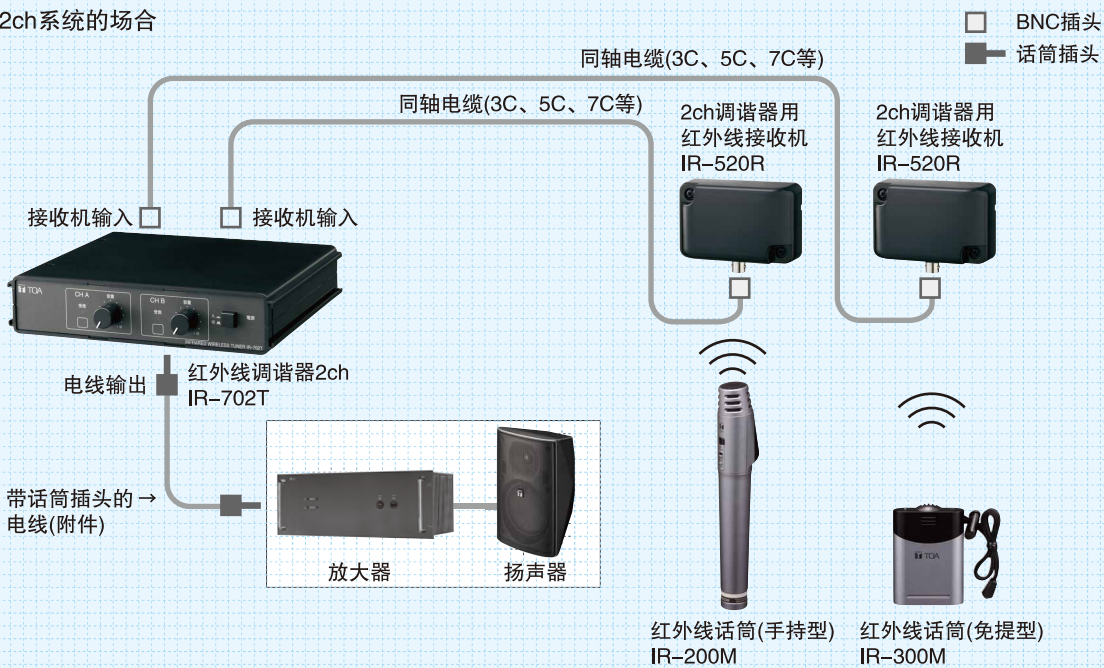 2ch系统的场合
BNC插头
话筒插头
同轴电缆(3C、5C、7C等)
同轴电缆(3C、5C、7C等)
2ch调谐器用
红外线接收机
IR-520R
2ch调谐器用
红外线接收机
IR-520R
接收机输入
接收机输入
TOA
CH A
CH B
INFRARED WIRELESS TUNER IR-702T
电线输出
红外线调谐器2ch
IR-702T
带话筒插头的→
电线(附件)
放大器
扬声器
TOA
红外线话筒(手持型)
IR-200M
红外线话筒(免提型)
IR-300M